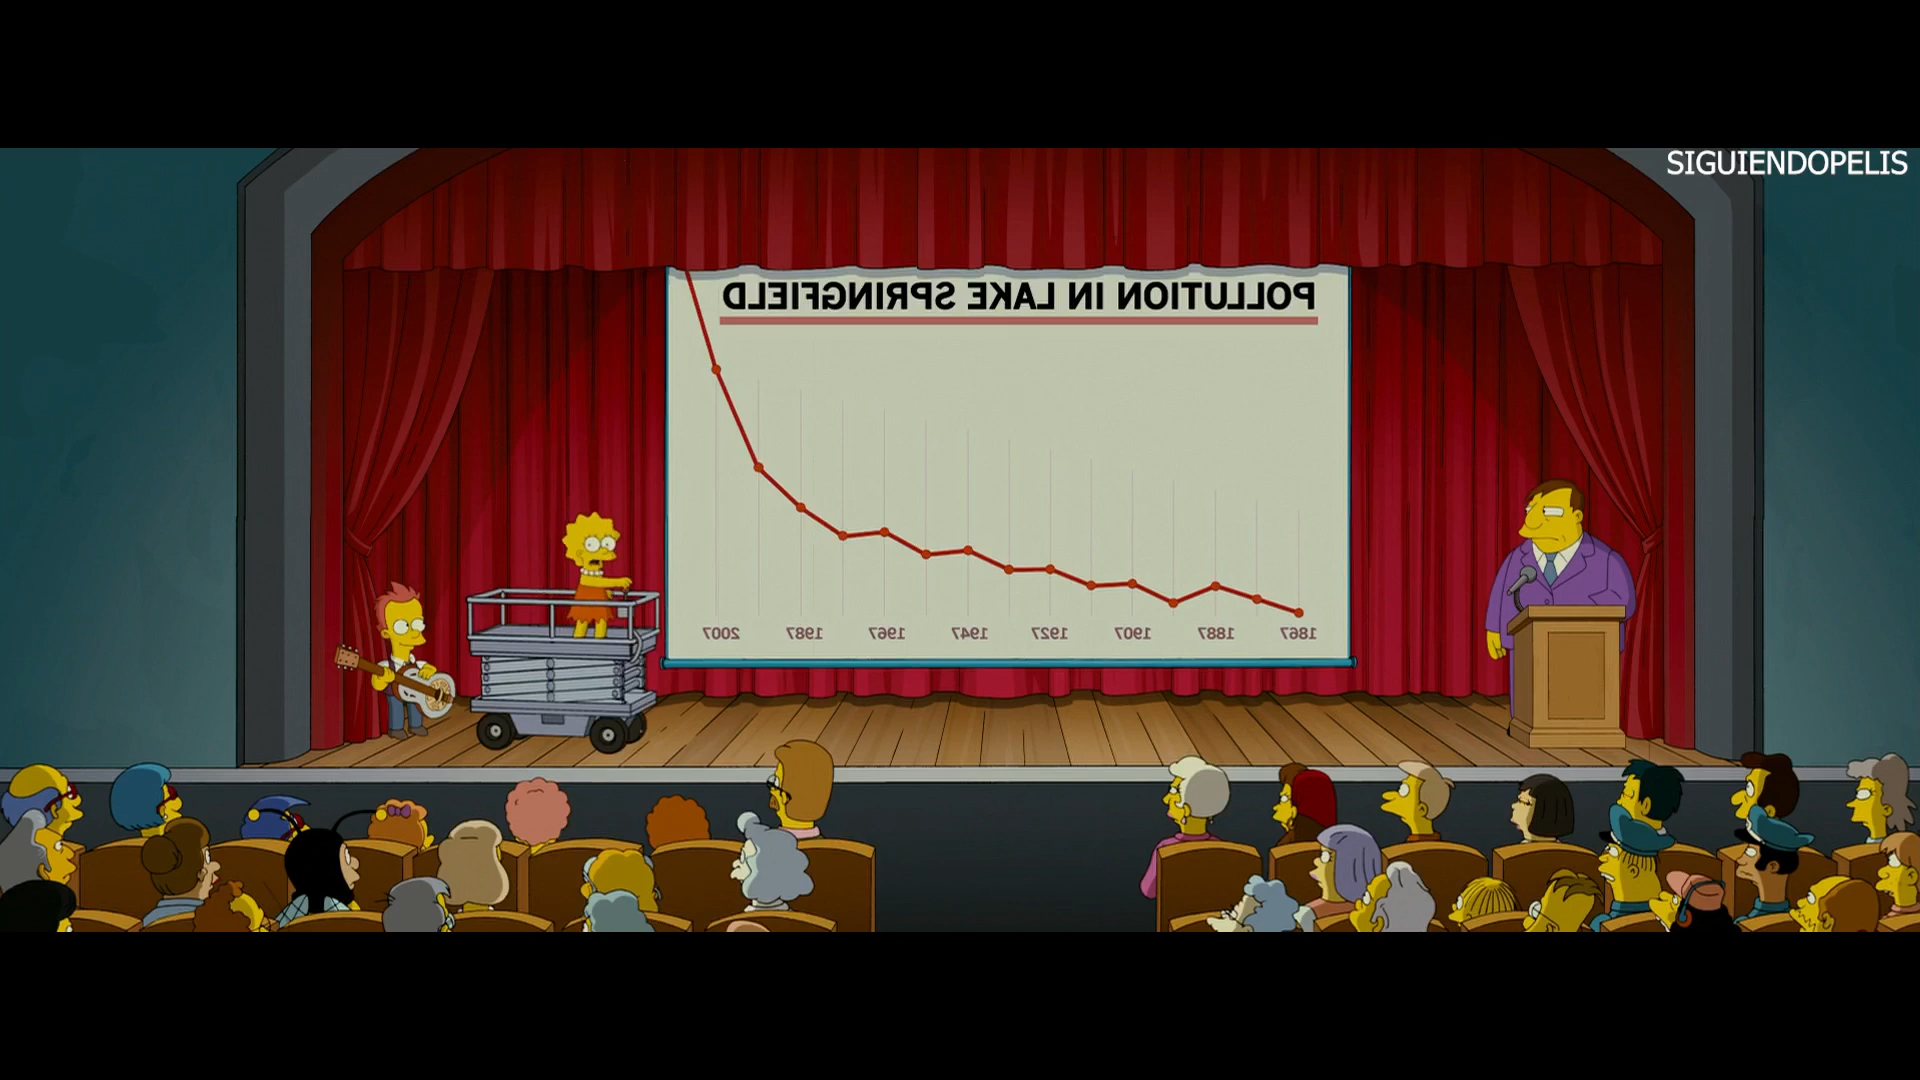 SIGUIENDOPELIS
POLLUTION IN LAKE SPRINGFIELD
2007 1987 1967 1947 1927 1907 1887 1867